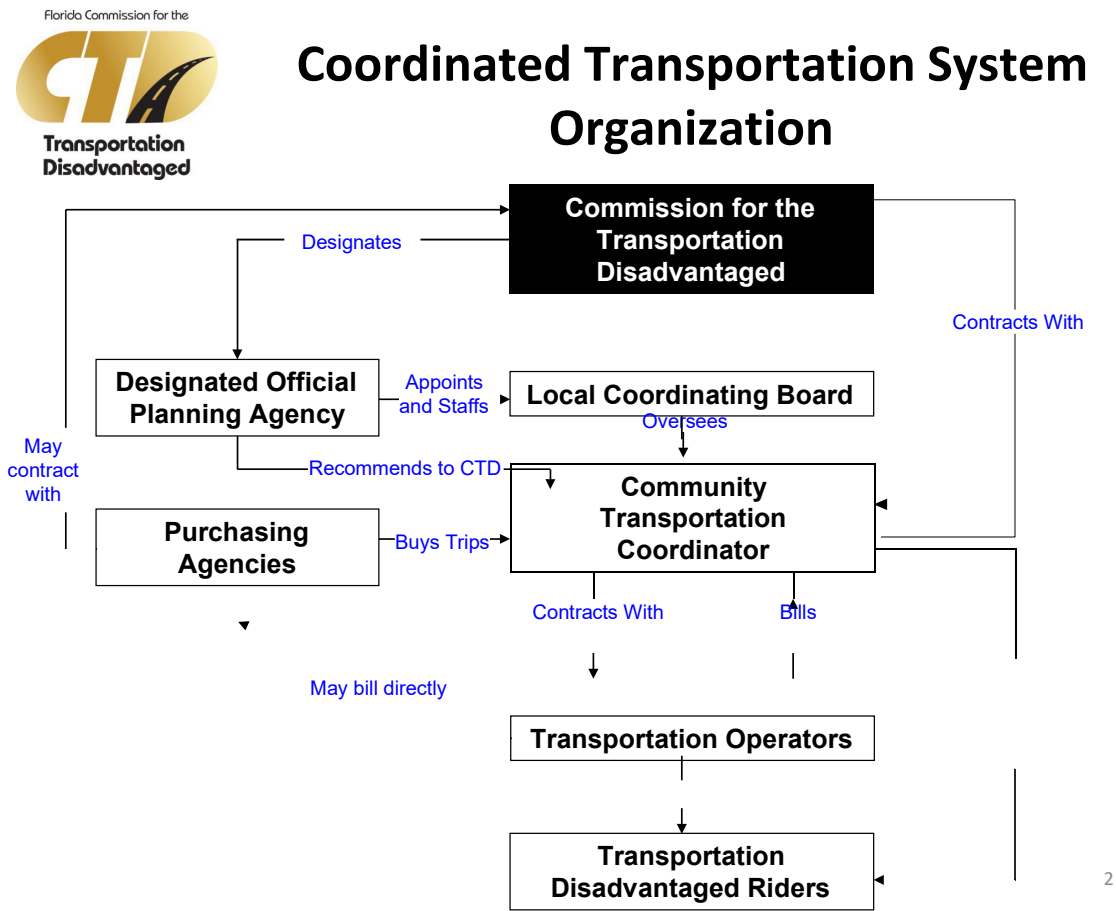 Florida Commission for the
CTD
Transportation
Disadvantaged
Coordinated Transportation System
Organization
Commission for the
Transportation
Disadvantaged
Designates
Contracts With
Designated Official
Planning Agency
Appoints
and Staffs
Local Coordinating Board
Oversees
May
contract
with
Recommends to CTD
Community
Transportation
Coordinator
Purchasing
Agencies
Buys Trips
Contracts With
Bills
May bill directly
Transportation Operators
Transportation
Disadvantaged Riders
2